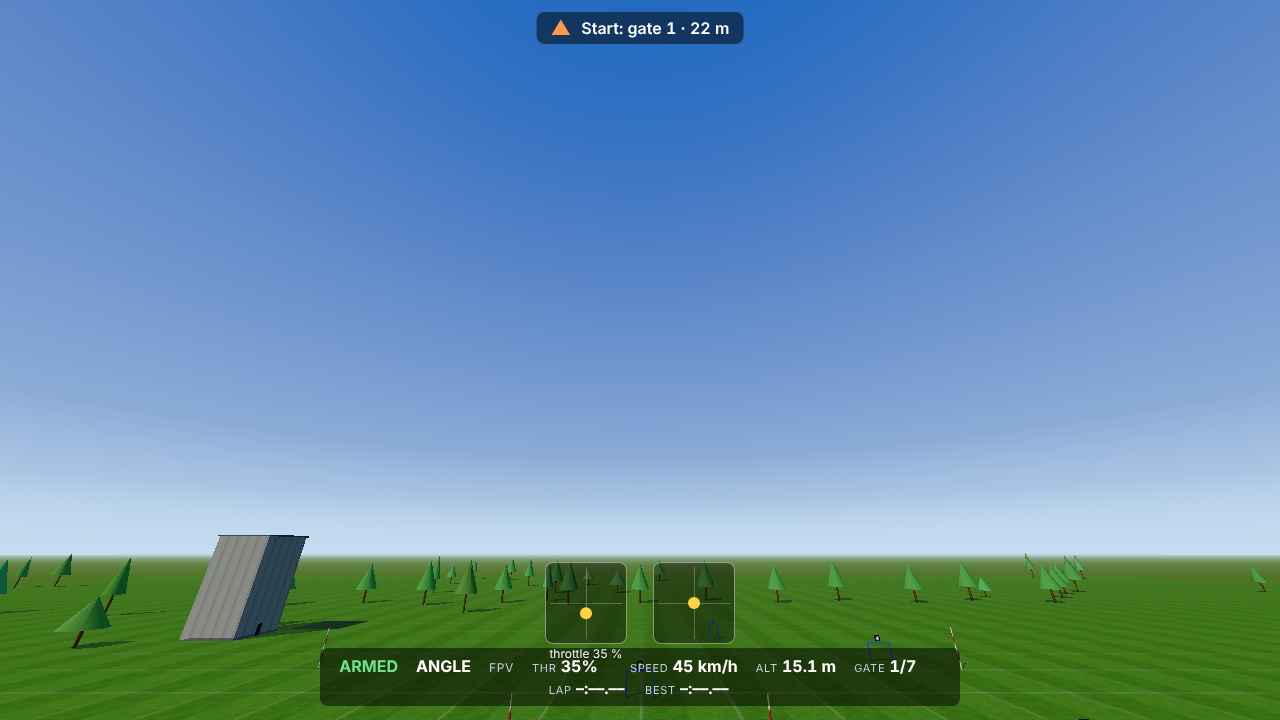 Start: gate 1 · 22 m
throttle 35 %
ARMED ANGLE FPV THR 35% SPEED 45 km/h ALT 15.1 m GATE 1/7
LAP –:––.–– BEST –:––.––